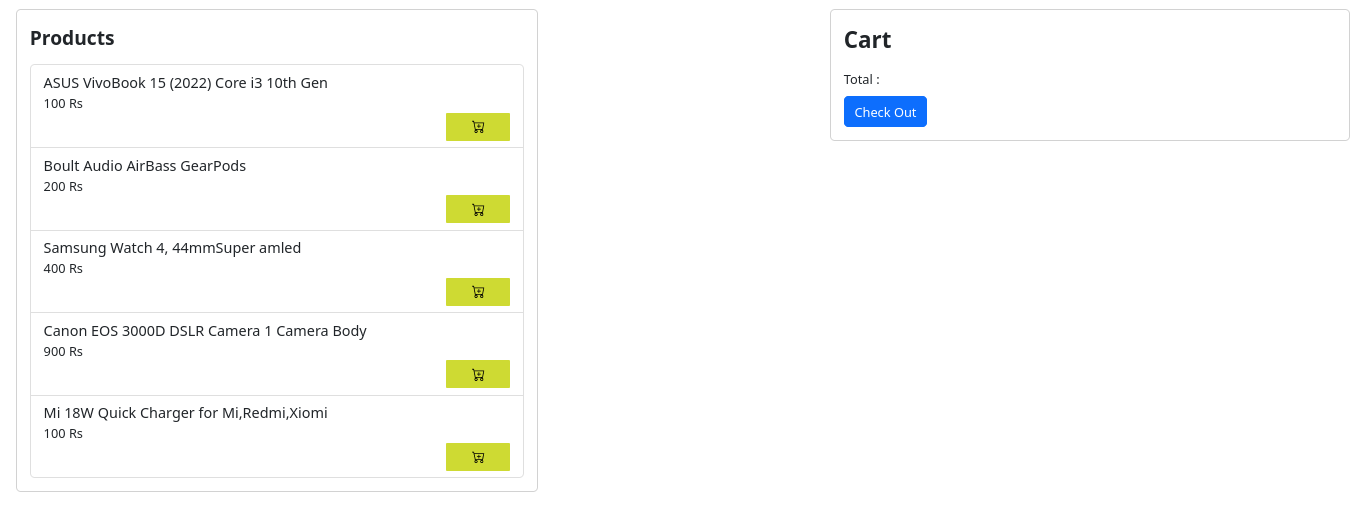 Products
ASUS VivoBook 15 (2022) Core i3 10th Gen
100 Rs
Boult Audio AirBass GearPods
200 Rs
Samsung Watch 4, 44mmSuper amled
400 Rs
Canon EOS 3000D DSLR Camera 1 Camera Body
900 Rs
Mi 18W Quick Charger for Mi,Redmi,Xiomi
100 Rs
Cart
Total :
Check Out